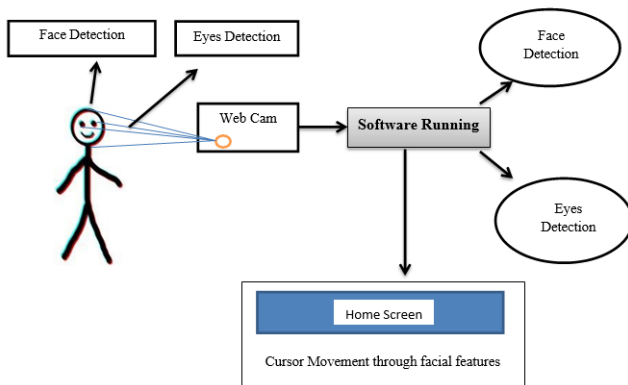 Face Detection
Eyes Detection
Face
Detection
Web Cam
Software Running
Eyes
Detection
Home Screen
Cursor Movement through facial features